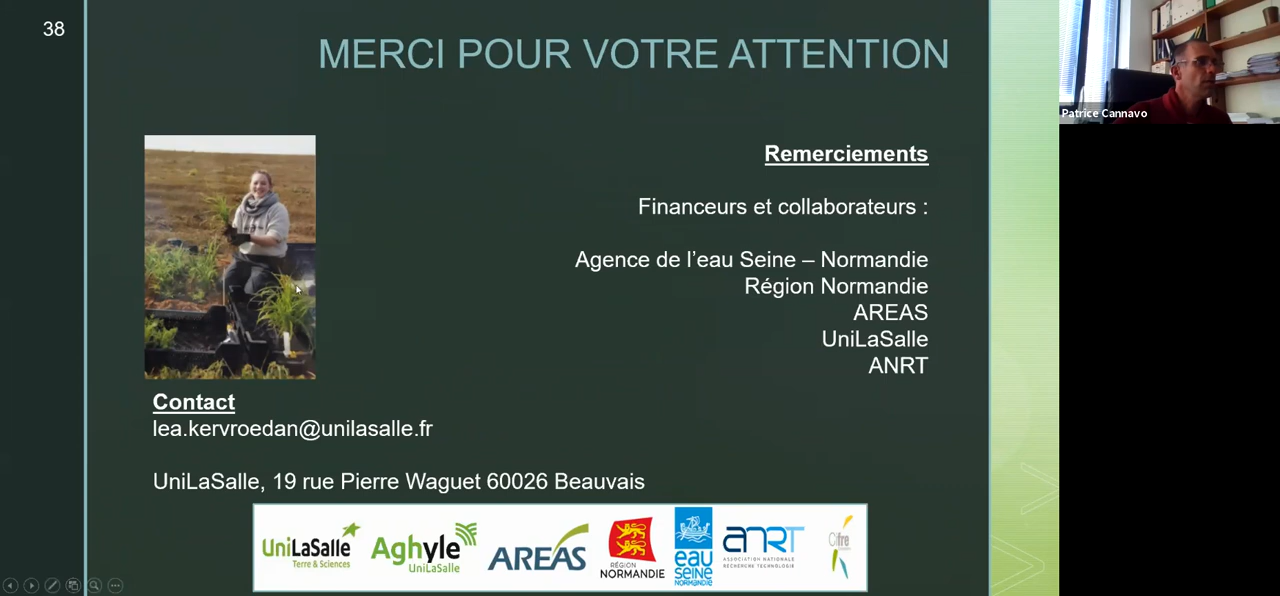 38
MERCI POUR VOTRE ATTENTION
Patrice Cannavo
Remerciements
Financeurs et collaborateurs :
Agence de l’eau Seine – Normandie
Région Normandie
AREAS
UniLaSalle
ANRT
Contact
lea.kervroedan@unilasalle.fr
UniLaSalle, 19 rue Pierre Waguet 60026 Beauvais
UniLaSalle
Terre & Sciences
Aghyle
UniLaSalle
AREAS
RÉGION
NORMANDIE
eau
SEINE
NORMANDIE
ANRT
ASSOCIATION NATIONALE
RECHERCHE TECHNOLOGIE
Cifre